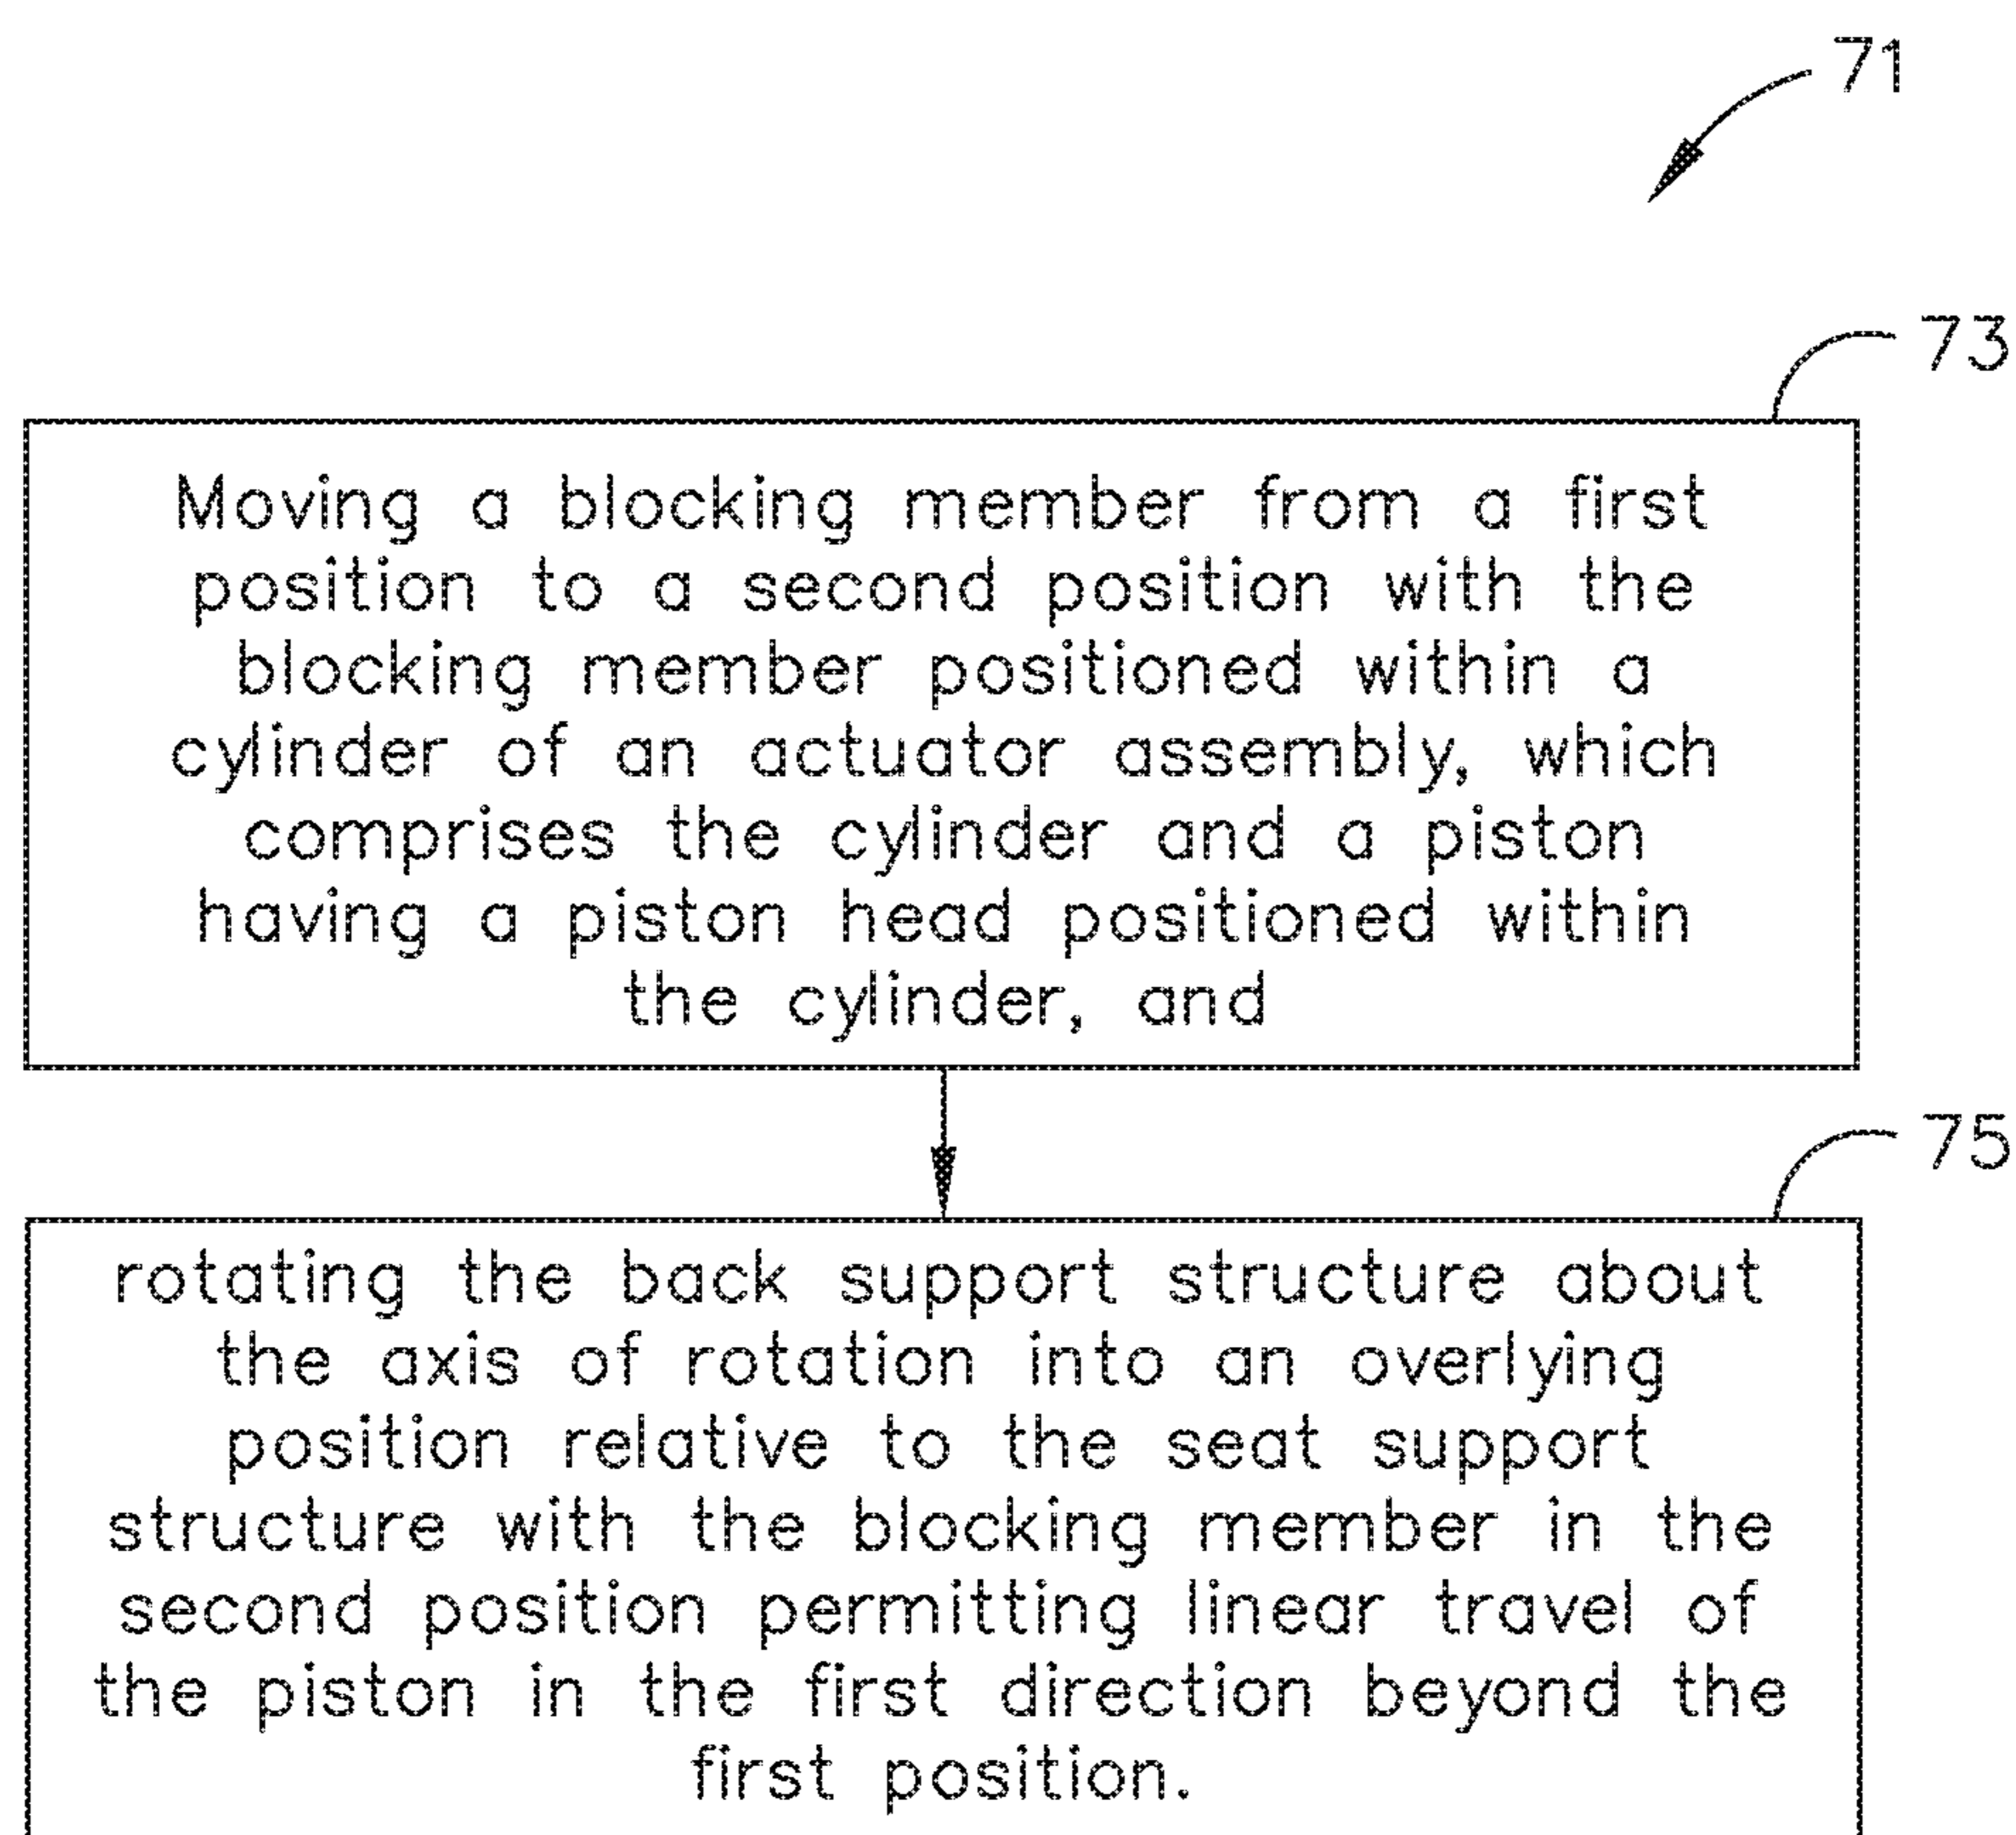 71
73
Moving a blocking member from a first
position to a second position with the
blocking member positioned within a
cylinder of an actuator assembly, which
comprises the cylinder and a piston
having a piston head positioned within
the cylinder, and
75
rotating the back support structure about
the axis of rotation into an overlying
position relative to the seat support
structure with the blocking member in the
second position permitting linear travel of
the piston in the first direction beyond the
first position.